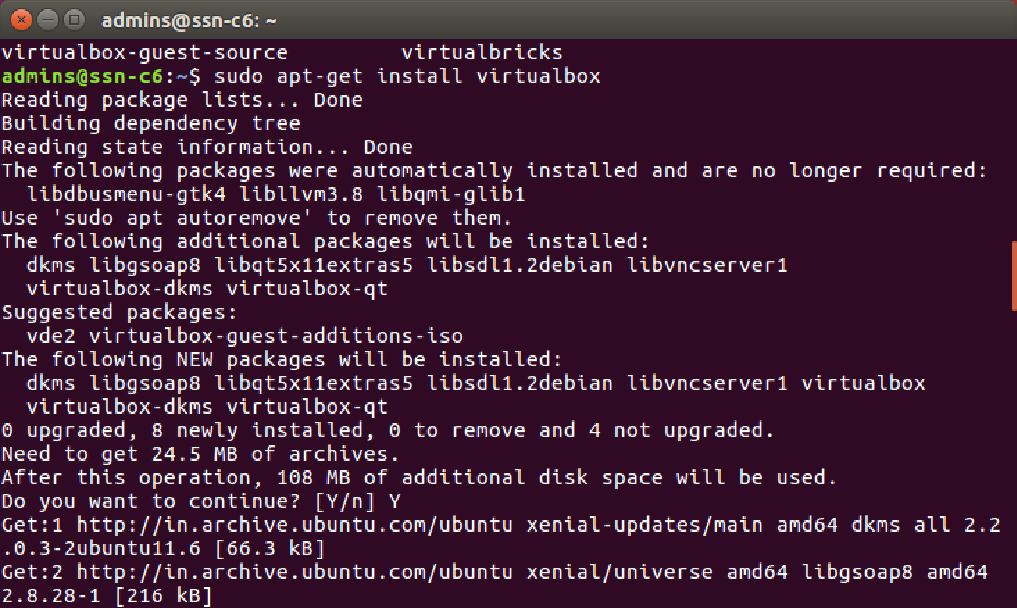 admins@ssn-c6: ~
virtualbox-guest-source         virtualbricks
admins@ssn-c6:~$ sudo apt-get install virtualbox
Reading package lists... Done
Building dependency tree
Reading state information... Done
The following packages were automatically installed and are no longer required:
  libdbusmenu-gtk4 libllvm3.8 libqmi-glib1
Use 'sudo apt autoremove' to remove them.
The following additional packages will be installed:
  dkms libgsoap8 libqt5x11extras5 libsdl1.2debian libvncserver1
  virtualbox-dkms virtualbox-qt
Suggested packages:
  vde2 virtualbox-guest-additions-iso
The following NEW packages will be installed:
  dkms libgsoap8 libqt5x11extras5 libsdl1.2debian libvncserver1 virtualbox
  virtualbox-dkms virtualbox-qt
0 upgraded, 8 newly installed, 0 to remove and 4 not upgraded.
Need to get 24.5 MB of archives.
After this operation, 108 MB of additional disk space will be used.
Do you want to continue? [Y/n] Y
Get:1 http://in.archive.ubuntu.com/ubuntu xenial-updates/main amd64 dkms all 2.2
.0.3-2ubuntu11.6 [66.3 kB]
Get:2 http://in.archive.ubuntu.com/ubuntu xenial/universe amd64 libgsoap8 amd64
2.8.28-1 [216 kB]